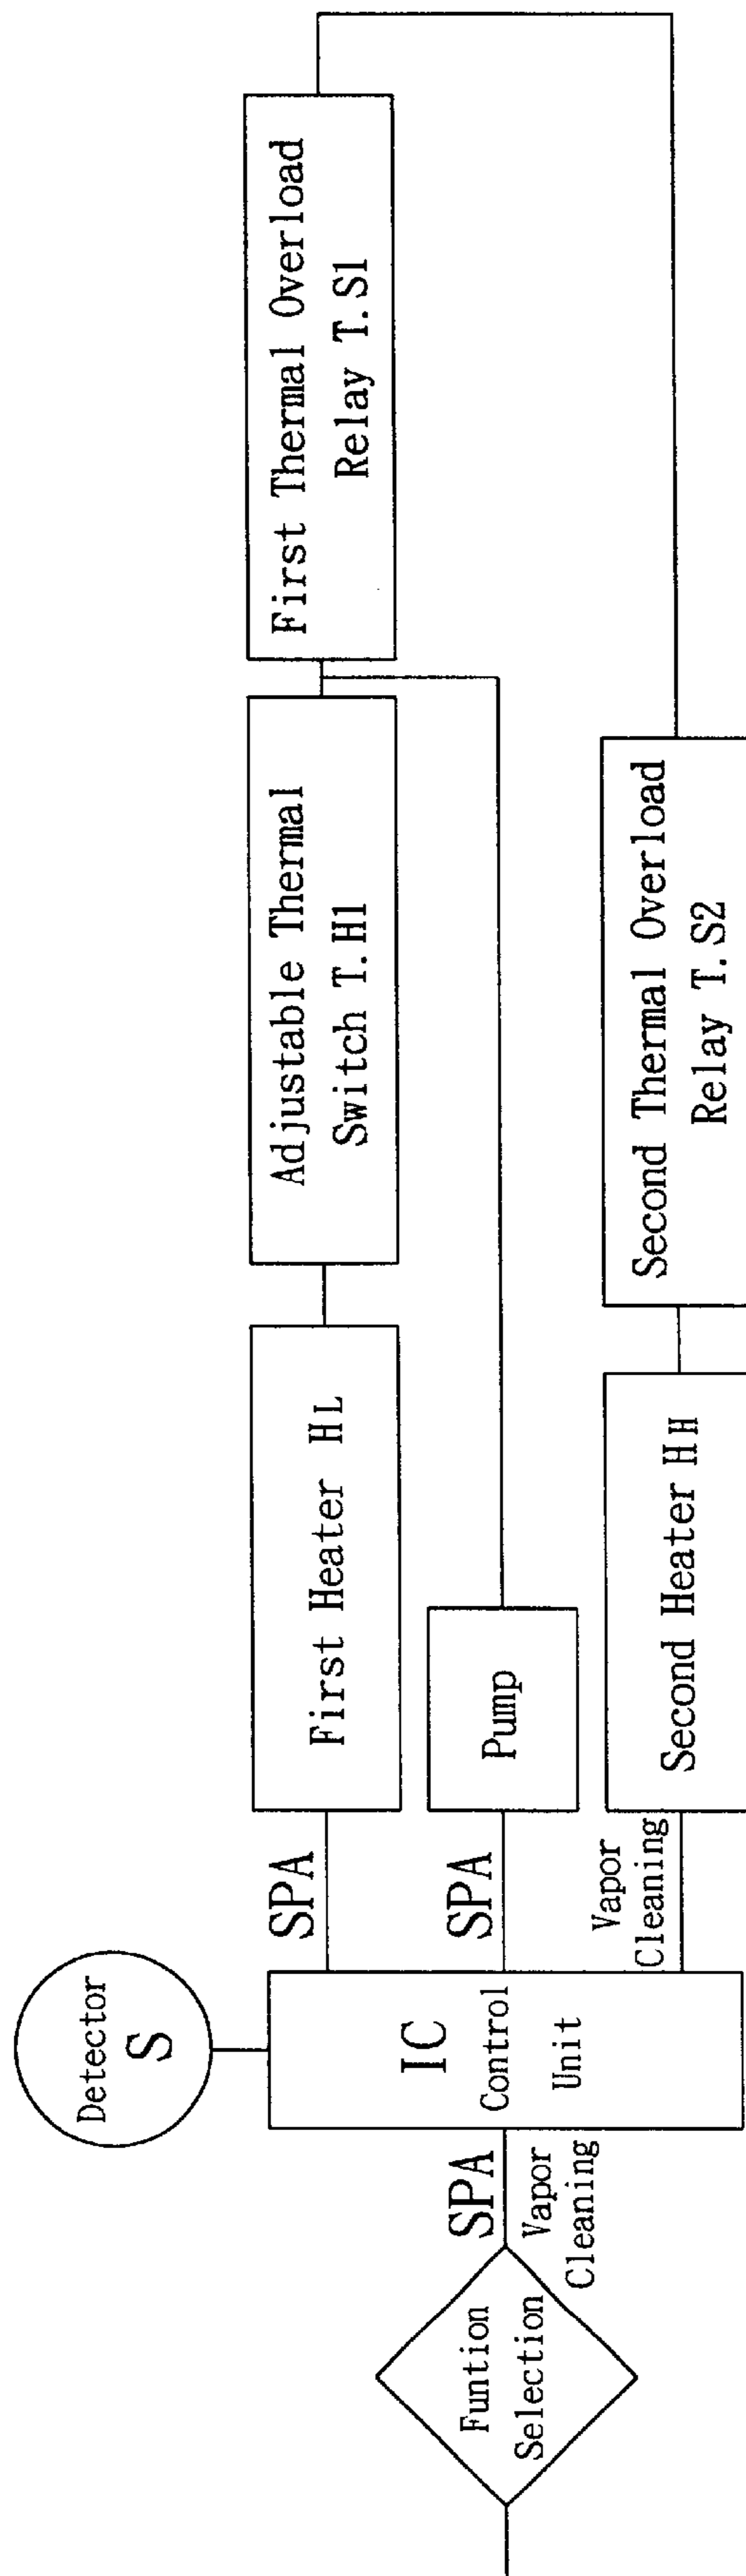 Funtion
Selection
SPA
Vapor
Cleaning
Detector
S
IC
Control
Unit
SPA
First Heater HL
Adjustable Thermal
Switch T.H1
First Thermal Overload
Relay T.S1
SPA
Pump
Vapor
Cleaning
Second Heater HH
Second Thermal Overload
Relay T.S2